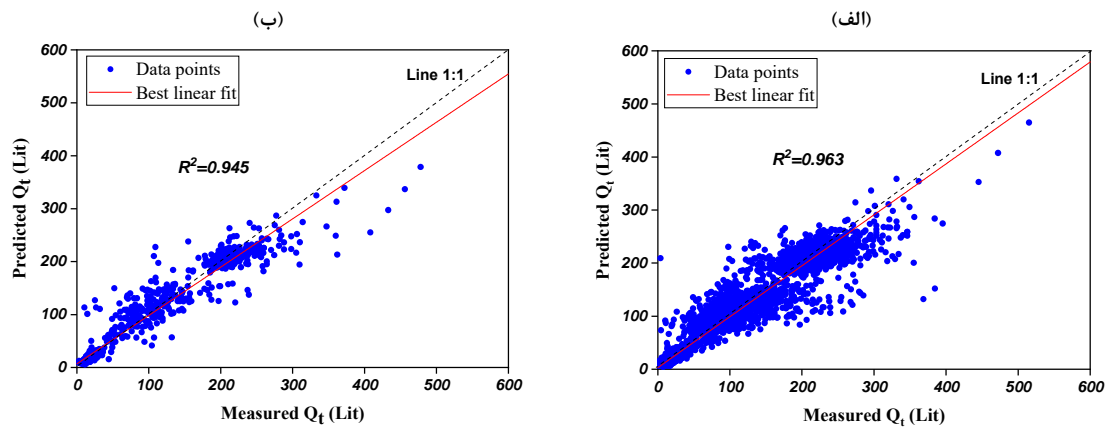 (ب)
600
500
400
300
200
100
0
0
100
200
300
400
500
600
Predicted Qt (Lit)
Measured Qt (Lit)
Data points
Best linear fit
Line 1:1
R²=0.945
(الف)
600
500
400
300
200
100
0
0
100
200
300
400
500
600
Predicted Qt (Lit)
Measured Qt (Lit)
Data points
Best linear fit
Line 1:1
R²=0.963